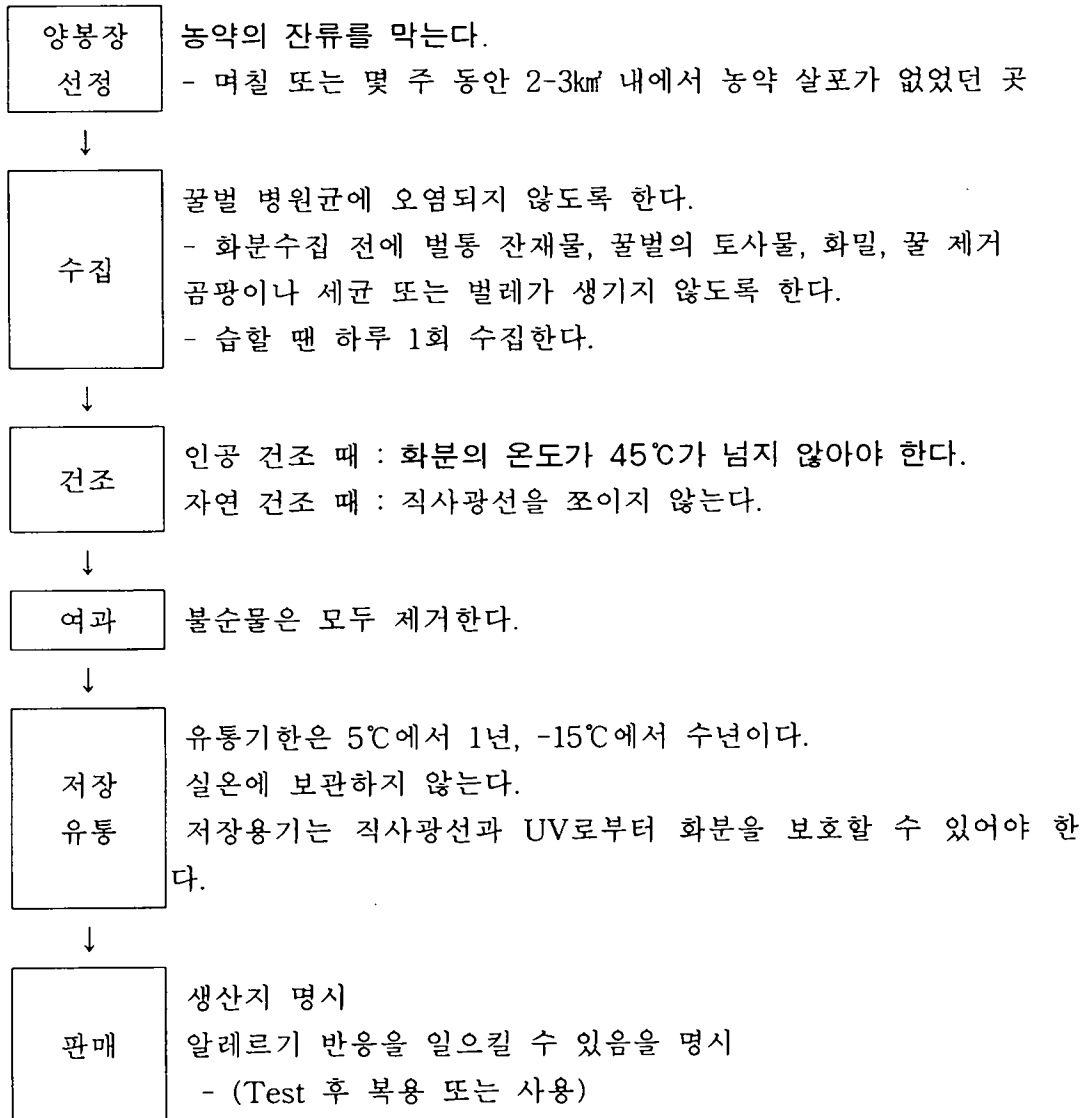 양봉장
선정
농약의 잔류를 막는다.
- 며칠 또는 몇 주 동안 2-3㎢ 내에서 농약 살포가 없었던 곳
↓
수집
꿀벌 병원균에 오염되지 않도록 한다.
- 화분수집 전에 벌통 잔재물, 꿀벌의 토사물, 화밀, 꿀 제거
곰팡이나 세균 또는 벌레가 생기지 않도록 한다.
- 습할 땐 하루 1회 수집한다.
↓
건조
인공 건조 때 : 화분의 온도가 45℃가 넘지 않아야 한다.
자연 건조 때 : 직사광선을 쪼이지 않는다.
↓
여과
불순물은 모두 제거한다.
↓
저장
유통
유통기한은 5℃에서 1년, -15℃에서 수년이다.
실온에 보관하지 않는다.
저장용기는 직사광선과 UV로부터 화분을 보호할 수 있어야 한
다.
↓
판매
생산지 명시
알레르기 반응을 일으킬 수 있음을 명시
- (Test 후 복용 또는 사용)